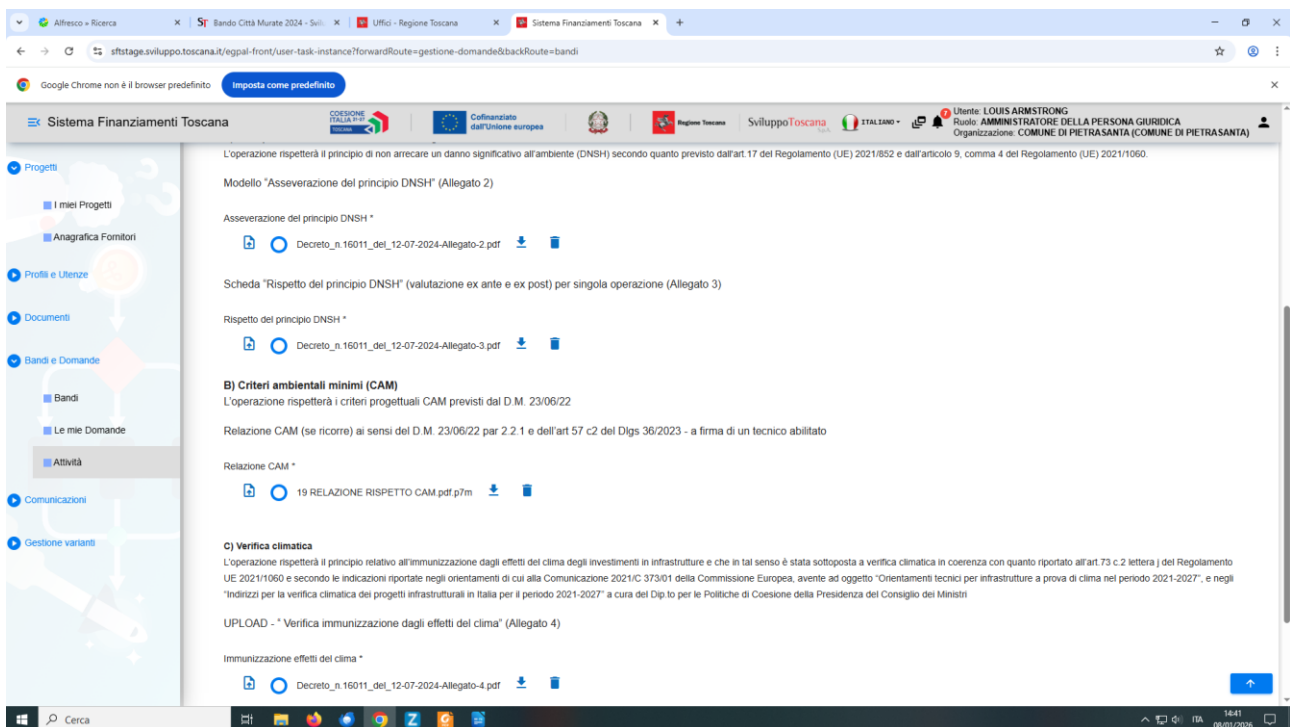 Alfresco » Ricerca
Bando Città Murate 2024 - Svilu
Uffici - Regione Toscana
Sistema Finanziamenti Toscana
sftstage.sviluppo.toscana.it/egpal-front/user-task-instance?forwardRoute=gestione-domande&backRoute=bandi
Google Chrome non è il browser predefinito
Imposta come predefinito
Sistema Finanziamenti Toscana
COESIONE
ITALIA 21-27
TOSCANA
Cofinanziato
dall'Unione europea
Regione Toscana
SviluppoToscana
ITALIANO
7
Utente: LOUIS ARMSTRONG
Ruolo: AMMINISTRATORE DELLA PERSONA GIURIDICA
Organizzazione: COMUNE DI PIETRASANTA (COMUNE DI PIETRASANTA)
Progetti
I miei Progetti
Anagrafica Fornitori
Profili e Utenze
Documenti
Bandi e Domande
Bandi
Le mie Domande
Attività
Comunicazioni
Gestione varianti
L'operazione rispetterà il principio di non arrecare un danno significativo all'ambiente (DNSH) secondo quanto previsto dall'art.17 del Regolamento (UE) 2021/852 e dall'articolo 9, comma 4 del Regolamento (UE) 2021/1060.
Modello "Asseverazione del principio DNSH" (Allegato 2)
Asseverazione del principio DNSH *
Decreto_n.16011_del_12-07-2024-Allegato-2.pdf
Scheda "Rispetto del principio DNSH" (valutazione ex ante e ex post) per singola operazione (Allegato 3)
Rispetto del principio DNSH *
Decreto_n.16011_del_12-07-2024-Allegato-3.pdf
B) Criteri ambientali minimi (CAM)
L'operazione rispetterà i criteri progettuali CAM previsti dal D.M. 23/06/22
Relazione CAM (se ricorre) ai sensi del D.M. 23/06/22 par 2.2.1 e dell'art 57 c2 del Dlgs 36/2023 - a firma di un tecnico abilitato
Relazione CAM *
19 RELAZIONE RISPETTO CAM.pdf.p7m
C) Verifica climatica
L'operazione rispetterà il principio relativo all'immunizzazione dagli effetti del clima degli investimenti in infrastrutture e che in tal senso è stata sottoposta a verifica climatica in coerenza con quanto riportato all'art.73 c.2 lettera j del Regolamento
UE 2021/1060 e secondo le indicazioni riportate negli orientamenti di cui alla Comunicazione 2021/C 373/01 della Commissione Europea, avente ad oggetto "Orientamenti tecnici per infrastrutture a prova di clima nel periodo 2021-2027", e negli
"Indirizzi per la verifica climatica dei progetti infrastrutturali in Italia per il periodo 2021-2027" a cura del Dip.to per le Politiche di Coesione della Presidenza del Consiglio dei Ministri
UPLOAD - " Verifica immunizzazione dagli effetti del clima" (Allegato 4)
Immunizzazione effetti del clima *
Decreto_n.16011_del_12-07-2024-Allegato-4.pdf
Cerca
ITA
14:41
08/01/2026